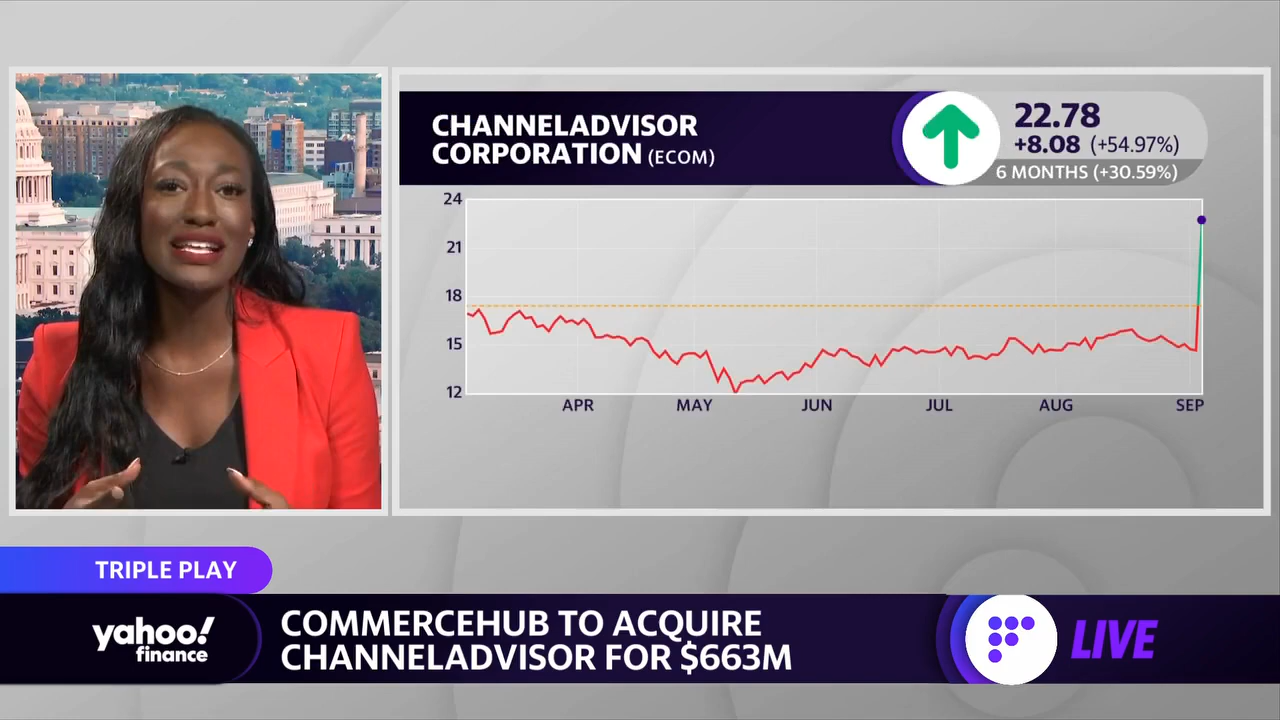 CHANNELADVISOR
CORPORATION (ECOM)
22.78
+8.08 (+54.97%)
6 MONTHS (+30.59%)
24
21
18
15
12
APR MAY JUN JUL AUG SEP
TRIPLE PLAY
yahoo!
finance
COMMERCEHUB TO ACQUIRE
CHANNELADVISOR FOR $663M
LIVE